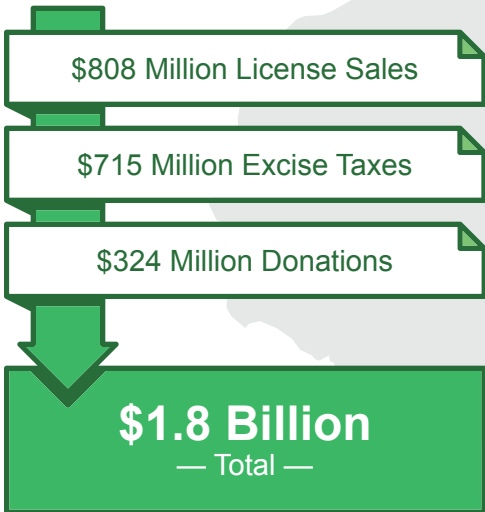 $808 Million License Sales
$715 Million Excise Taxes
$324 Million Donations
$1.8 Billion
— Total —